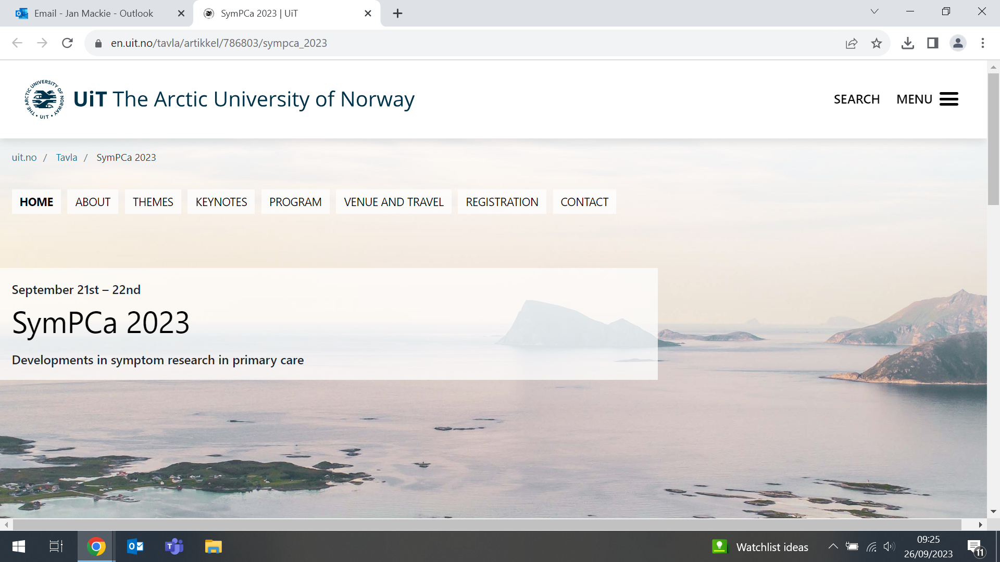 Email - Jan Mackie - Outlook
SymPCa 2023 | UiT
en.uit.no/tavla/artikkel/786803/sympca_2023
THE ARCTIC UNIVERSITY OF NORWAY • UIT •
UiT The Arctic University of Norway
SEARCH
MENU
uit.no / Tavla / SymPCa 2023
HOME
ABOUT
THEMES
KEYNOTES
PROGRAM
VENUE AND TRAVEL
REGISTRATION
CONTACT
September 21st – 22nd
SymPCa 2023
Developments in symptom research in primary care
Watchlist ideas
09:25
26/09/2023
11